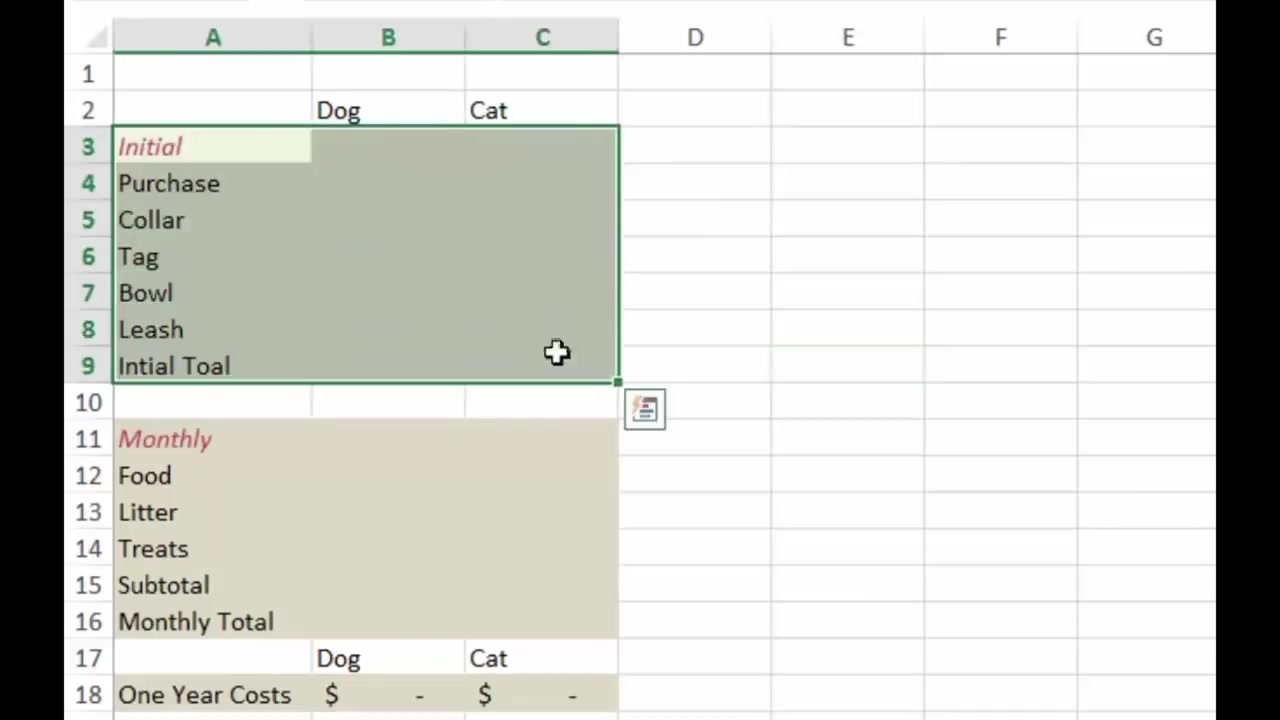 A B C D E F G
1
2 Dog Cat
3 Initial
4 Purchase
5 Collar
6 Tag
7 Bowl
8 Leash
9 Intial Toal
10
11 Monthly
12 Food
13 Litter
14 Treats
15 Subtotal
16 Monthly Total
17 Dog Cat
18 One Year Costs $ - $ -